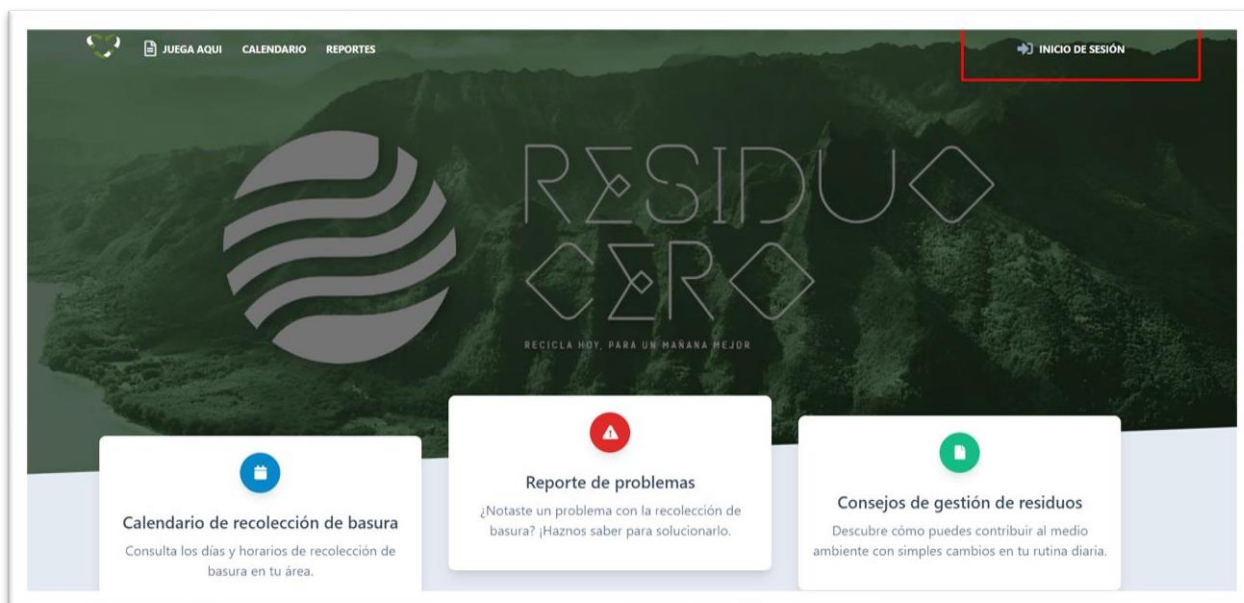 JUEGA AQUI CALENDARIO REPORTES INICIO DE SESIÓN
RESIDUO
CERO
RECICLA HOY, PARA UN MAÑANA MEJOR
Calendario de recolección de basura
Consulta los días y horarios de recolección de
basura en tu área.
Reporte de problemas
¿Notaste un problema con la recolección de
basura? ¡Haznos saber para solucionarlo.
Consejos de gestión de residuos
Descubre cómo puedes contribuir al medio
ambiente con simples cambios en tu rutina diaria.